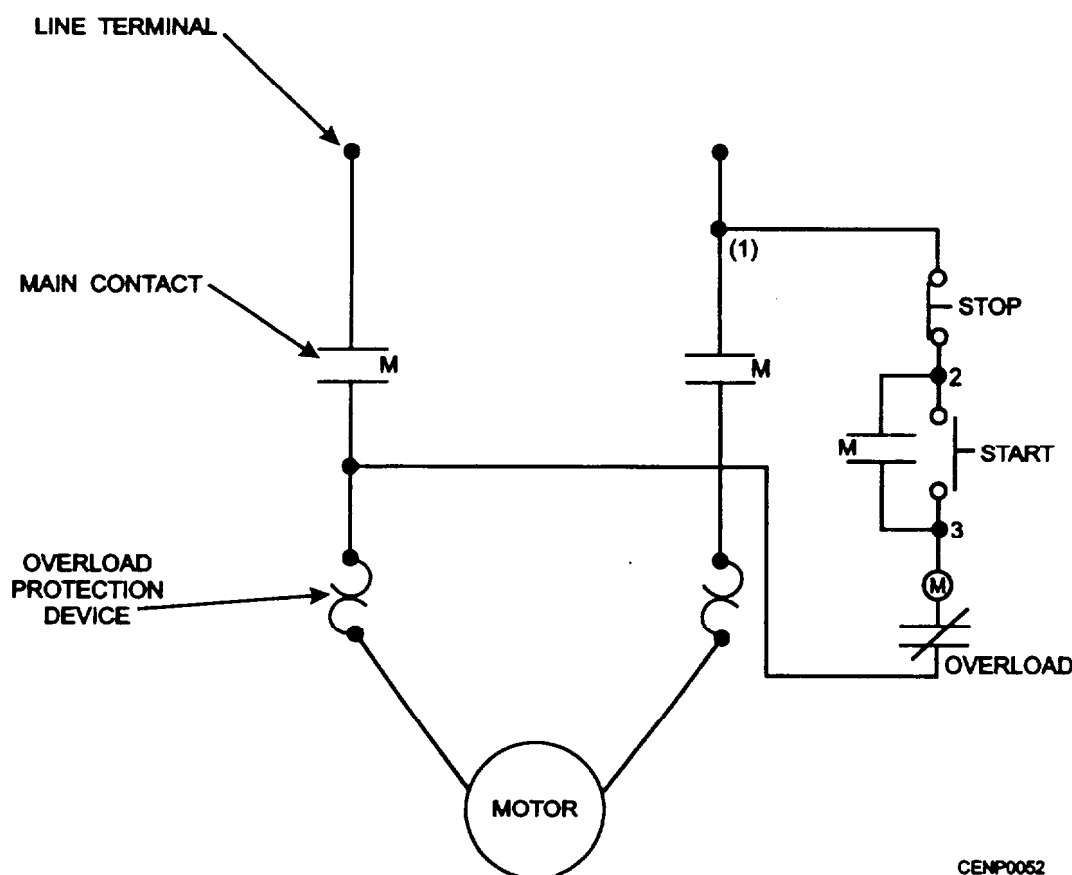 LINE TERMINAL
(1)
MAIN CONTACT
STOP
M
M
2
M
START
3
OVERLOAD
PROTECTION
DEVICE
M
OVERLOAD
MOTOR
CENP0052